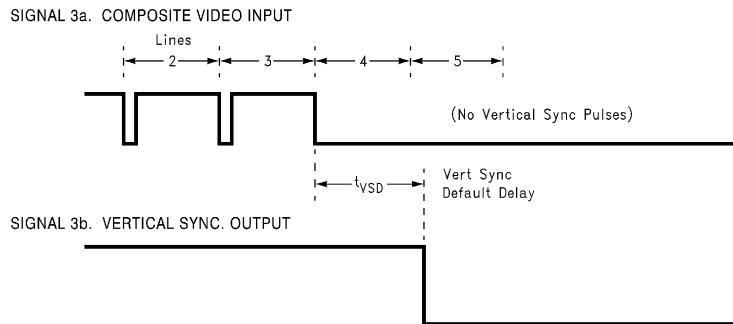 SIGNAL 3a. COMPOSITE VIDEO INPUT
Lines
2 3 4 5
(No Vertical Sync Pulses)
tVSD
Vert Sync
Default Delay
SIGNAL 3b. VERTICAL SYNC. OUTPUT